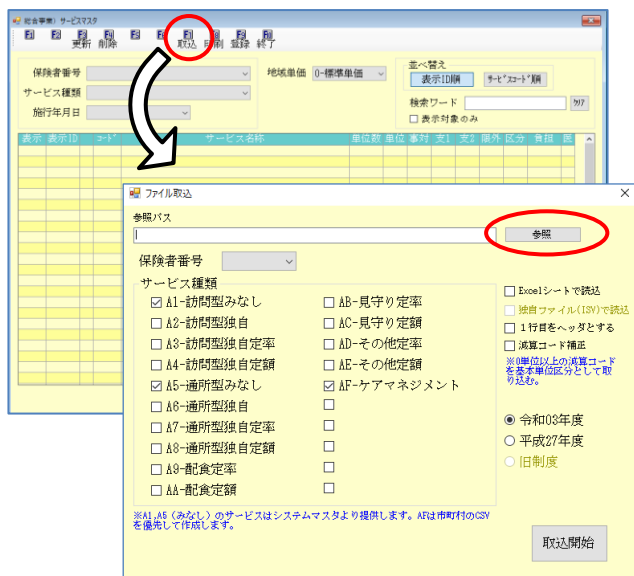 総合事業）サービスマスタ
F1 F2 F3 F4 F5 F6 F7 F8 F9 F10
更新 削除 取込 印刷 登録 終了
保険者番号
サービス種類
施行年月日
地域単価 0-標準単価
並べ替え
表示ID順 ｻｰﾋﾞｽｺｰﾄﾞ順
検索ワード ｸﾘｱ
表示対象のみ
表示 表示ID ｺｰﾄﾞ サービス名称 単位数 単位 事対 支1 支2 限外 区分 負担 医
ファイル取込
参照パス
参照
保険者番号
サービス種類
A1-訪問型みなし
A2-訪問型独自
A3-訪問型独自定率
A4-訪問型独自定額
A5-通所型みなし
A6-通所型独自
A7-通所型独自定率
A8-通所型独自定額
A9-配食定率
AA-配食定額
AB-見守り定率
AC-見守り定額
AD-その他定率
AE-その他定額
AF-ケアマネジメント
Excelシートで読込
独自ファイル(ISV)で読込
１行目をヘッダとする
減算コード補正
※0単位以上の減算コード
を基本単位区分として取
り込む。
令和03年度
平成27年度
旧制度
※A1,A5（みなし）のサービスはシステムマスタより提供します。AFは市町村のCSV
を優先して作成します。
取込開始